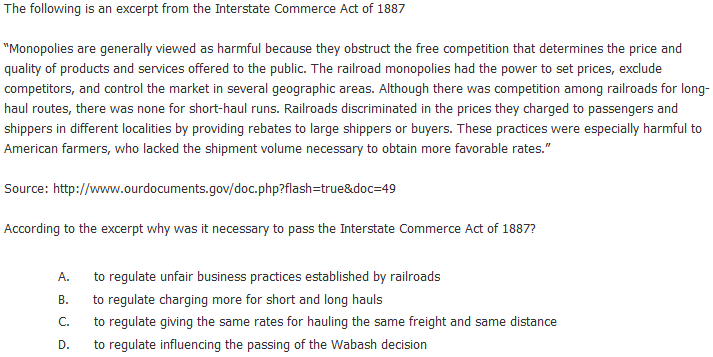 The following is an excerpt from the Interstate Commerce Act of 1887
"Monopolies are generally viewed as harmful because they obstruct the free competition that determines the price and
quality of products and services offered to the public. The railroad monopolies had the power to set prices, exclude
competitors, and control the market in several geographic areas. Although there was competition among railroads for long-
haul routes, there was none for short-haul runs. Railroads discriminated in the prices they charged to passengers and
shippers in different localities by providing rebates to large shippers or buyers. These practices were especially harmful to
American farmers, who lacked the shipment volume necessary to obtain more favorable rates.”
Source: http://www.ourdocuments.gov/doc.php?flash=true&doc=49
According to the excerpt why was it necessary to pass the Interstate Commerce Act of 1887?
A. to regulate unfair business practices established by railroads
B. to regulate charging more for short and long hauls
C. to regulate giving the same rates for hauling the same freight and same distance
D. to regulate influencing the passing of the Wabash decision